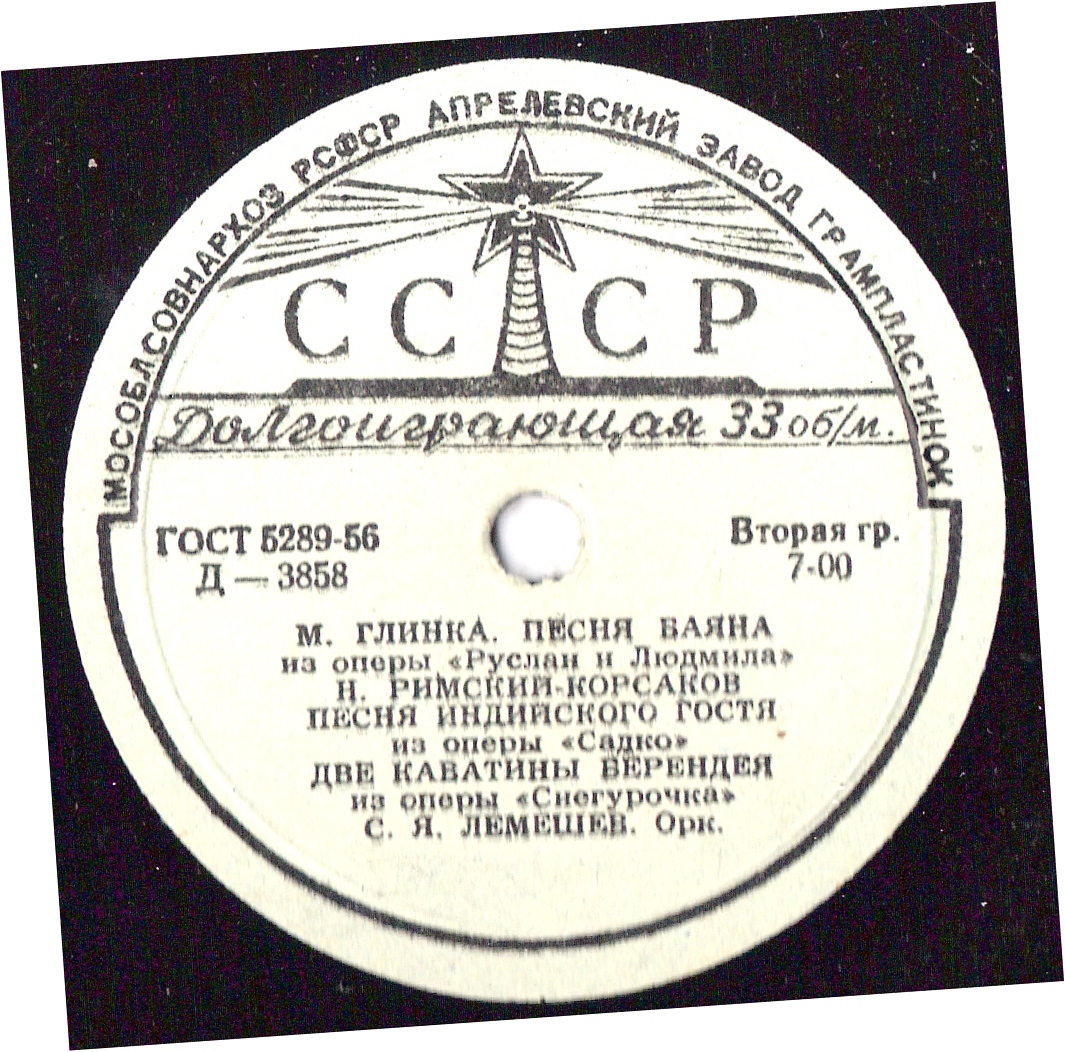 МОСОБЛСОВНАРХОЗ РСФСР АПРЕЛЕВСКИЙ ЗАВОД ГРАМПЛАСТИНОК
СССР
Долгоиграющая 33 об/м.
ГОСТ 5289-56
Д — 3858
Вторая гр.
7-00
М. ГЛИНКА. ПЕСНЯ БАЯНА
из оперы «Руслан и Людмила»
Н. РИМСКИЙ-КОРСАКОВ
ПЕСНЯ ИНДИЙСКОГО ГОСТЯ
из оперы «Садко»
ДВЕ КАВАТИНЫ БЕРЕНДЕЯ
из оперы «Снегурочка»
С. Я. ЛЕМЕШЕВ. Орк.